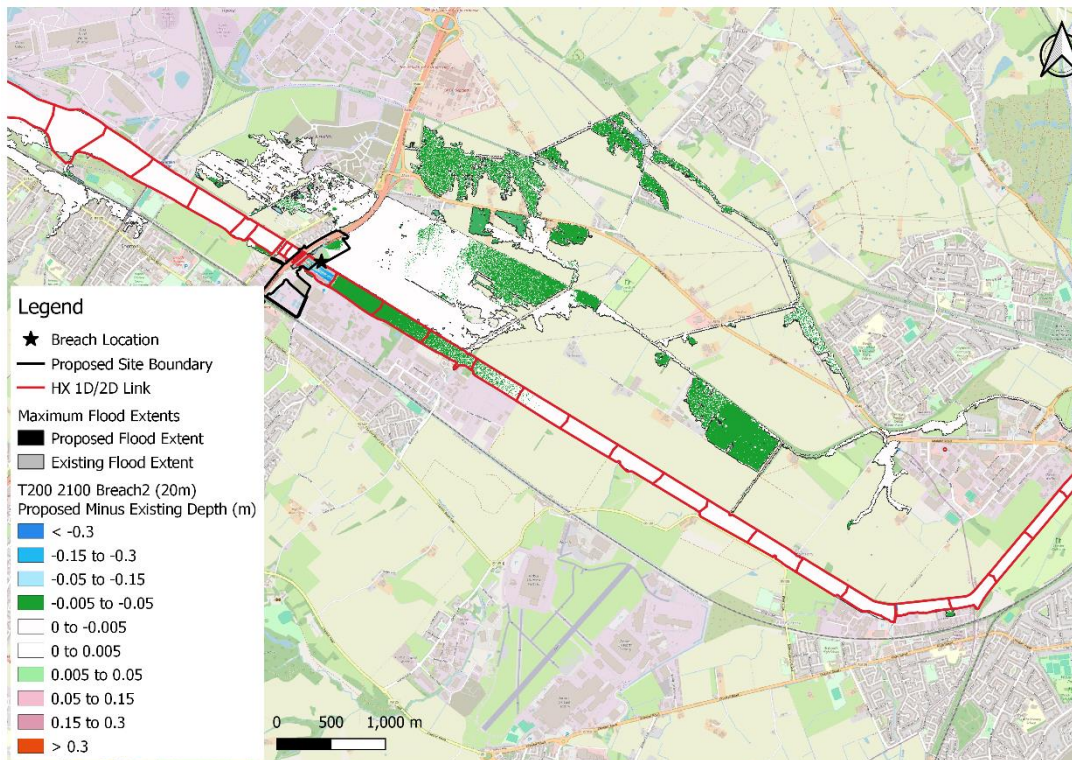 Legend
Breach Location
Proposed Site Boundary
HX 1D/2D Link
Maximum Flood Extents
Proposed Flood Extent
Existing Flood Extent
T200 2100 Breach2 (20m)
Proposed Minus Existing Depth (m)
< -0.3
-0.15 to -0.3
-0.05 to -0.15
-0.005 to -0.05
0 to -0.005
0 to 0.005
0.005 to 0.05
0.05 to 0.15
0.15 to 0.3
> 0.3
0 500 1,000 m